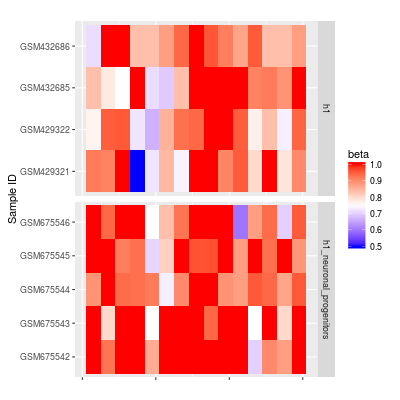 GSM432686
GSM432685
GSM429322
GSM429321
h1
GSM675546
GSM675545
GSM675544
GSM675543
GSM675542
h1_neuronal_progenitors
Sample ID
beta
1.0
0.9
0.8
0.7
0.6
0.5